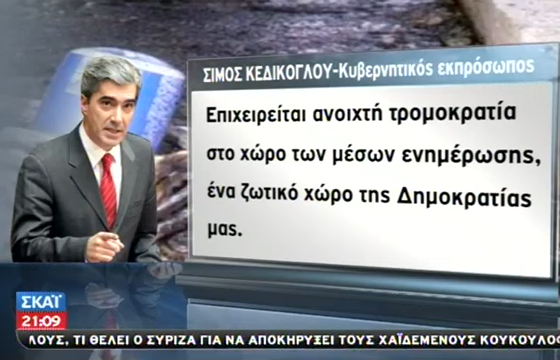 ΣΙΜΟΣ ΚΕΔΙΚΟΓΛΟΥ-Κυβερνητικός εκπρόσωπος
Επιχειρείται ανοιχτή τρομοκρατία
στο χώρο των μέσων ενημέρωσης,
ένα ζωτικό χώρο της Δημοκρατίας
μας.
ΣΚΑΪ
21:09
ΛΟΥΣ, ΤΙ ΘΕΛΕΙ Ο ΣΥΡΙΖΑ ΓΙΑ ΝΑ ΑΠΟΚΗΡΥΞΕΙ ΤΟΥΣ ΧΑΪΔΕΜΕΝΟΥΣ ΚΟΥΚΟΥΛΟ